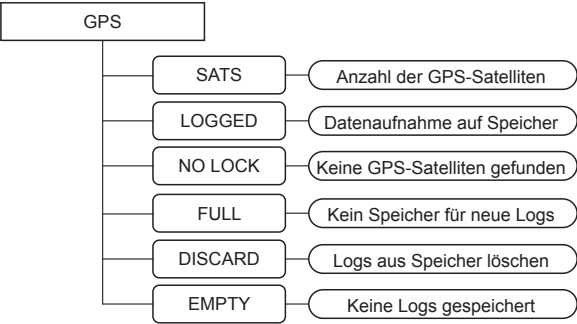 GPS
SATS
Anzahl der GPS-Satelliten
LOGGED
Datenaufnahme auf Speicher
NO LOCK
Keine GPS-Satelliten gefunden
FULL
Kein Speicher für neue Logs
DISCARD
Logs aus Speicher löschen
EMPTY
Keine Logs gespeichert